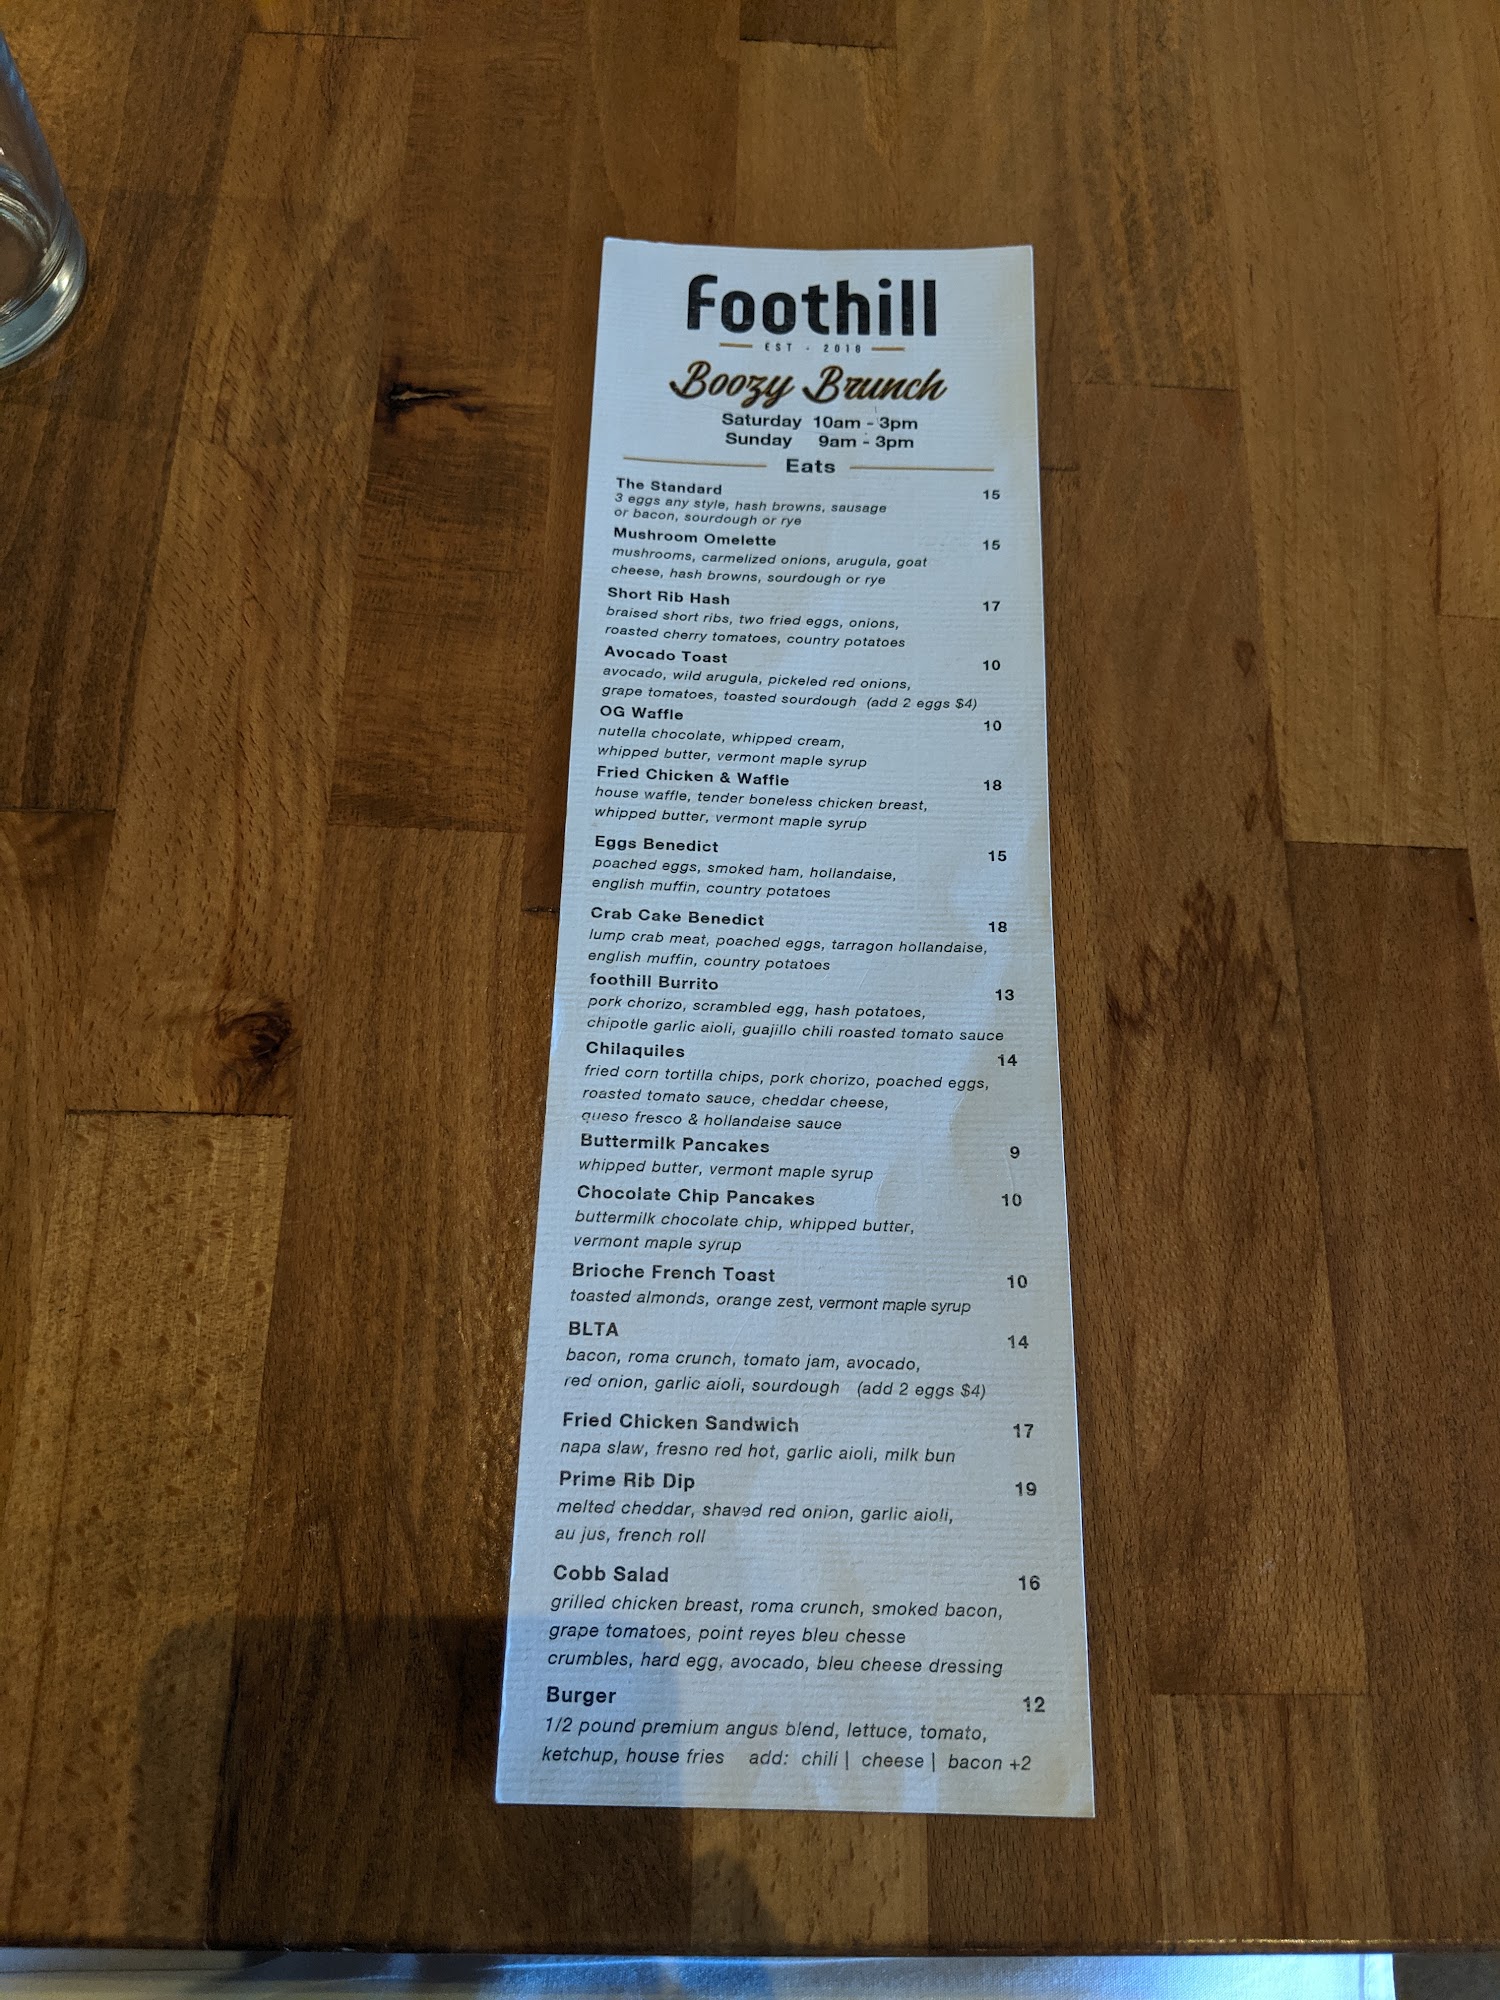 foothill
EST - 2018
Boozy Brunch
Saturday 10am - 3pm
Sunday 9am - 3pm
Eats
The Standard 15
3 eggs any style, hash browns, sausage
or bacon, sourdough or rye
Mushroom Omelette 15
mushrooms, carmelized onions, arugula, goat
cheese, hash browns, sourdough or rye
Short Rib Hash 17
braised short ribs, two fried eggs, onions,
roasted cherry tomatoes, country potatoes
Avocado Toast 10
avocado, wild arugula, pickeled red onions,
grape tomatoes, toasted sourdough (add 2 eggs $4)
OG Waffle 10
nutella chocolate, whipped cream,
whipped butter, vermont maple syrup
Fried Chicken & Waffle 18
house waffle, tender boneless chicken breast,
whipped butter, vermont maple syrup
Eggs Benedict 15
poached eggs, smoked ham, hollandaise,
english muffin, country potatoes
Crab Cake Benedict 18
lump crab meat, poached eggs, tarragon hollandaise,
english muffin, country potatoes
foothill Burrito 13
pork chorizo, scrambled egg, hash potatoes,
chipotle garlic aioli, guajillo chili roasted tomato sauce
Chilaquiles 14
fried corn tortilla chips, pork chorizo, poached eggs,
roasted tomato sauce, cheddar cheese,
queso fresco & hollandaise sauce
Buttermilk Pancakes 9
whipped butter, vermont maple syrup
Chocolate Chip Pancakes 10
buttermilk chocolate chip, whipped butter,
vermont maple syrup
Brioche French Toast 10
toasted almonds, orange zest, vermont maple syrup
BLTA 14
bacon, roma crunch, tomato jam, avocado,
red onion, garlic aioli, sourdough (add 2 eggs $4)
Fried Chicken Sandwich 17
napa slaw, fresno red hot, garlic aioli, milk bun
Prime Rib Dip 19
melted cheddar, shaved red onion, garlic aioli,
au jus, french roll
Cobb Salad 16
grilled chicken breast, roma crunch, smoked bacon,
grape tomatoes, point reyes bleu chesse
crumbles, hard egg, avocado, bleu cheese dressing
Burger 12
1/2 pound premium angus blend, lettuce, tomato,
ketchup, house fries add: chili | cheese | bacon +2